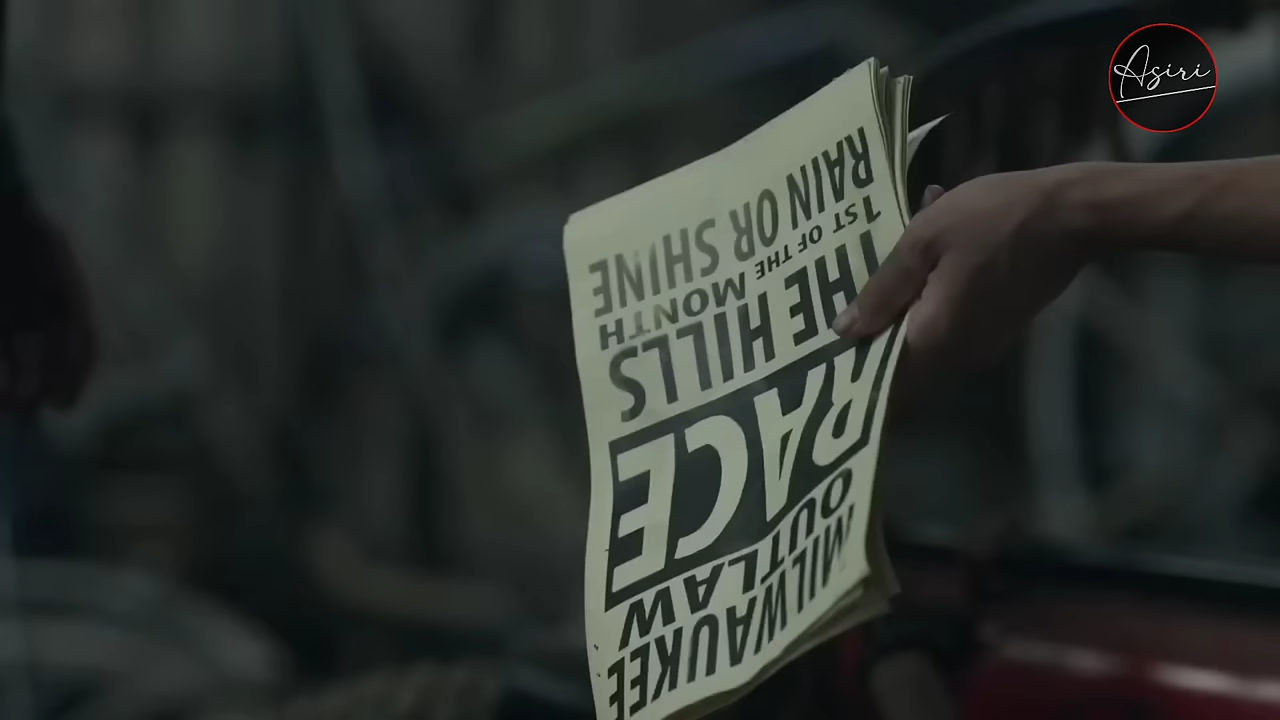 Asiri
MILWAUKEE
OUTLAW
RACE
THE HILLS
1ST OF THE MONTH
RAIN OR SHINE